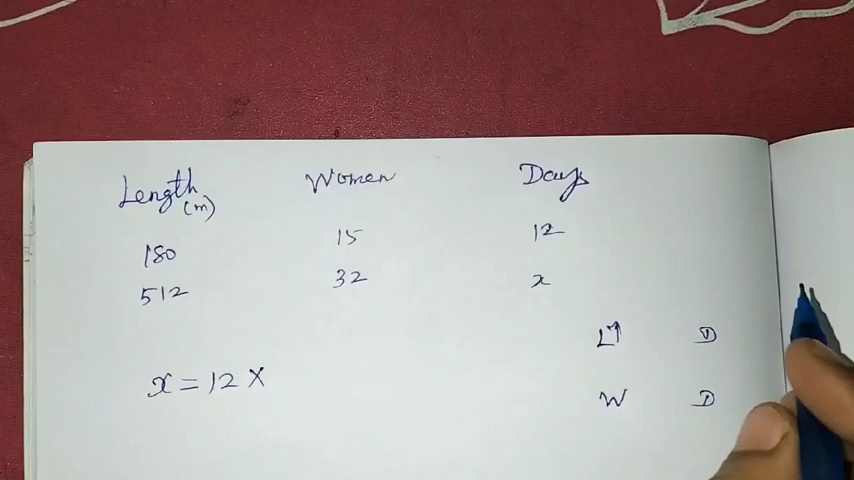 Length Women Days
(m)
180 15 12
512 32 x
L↑ D
x = 12 ×
W D